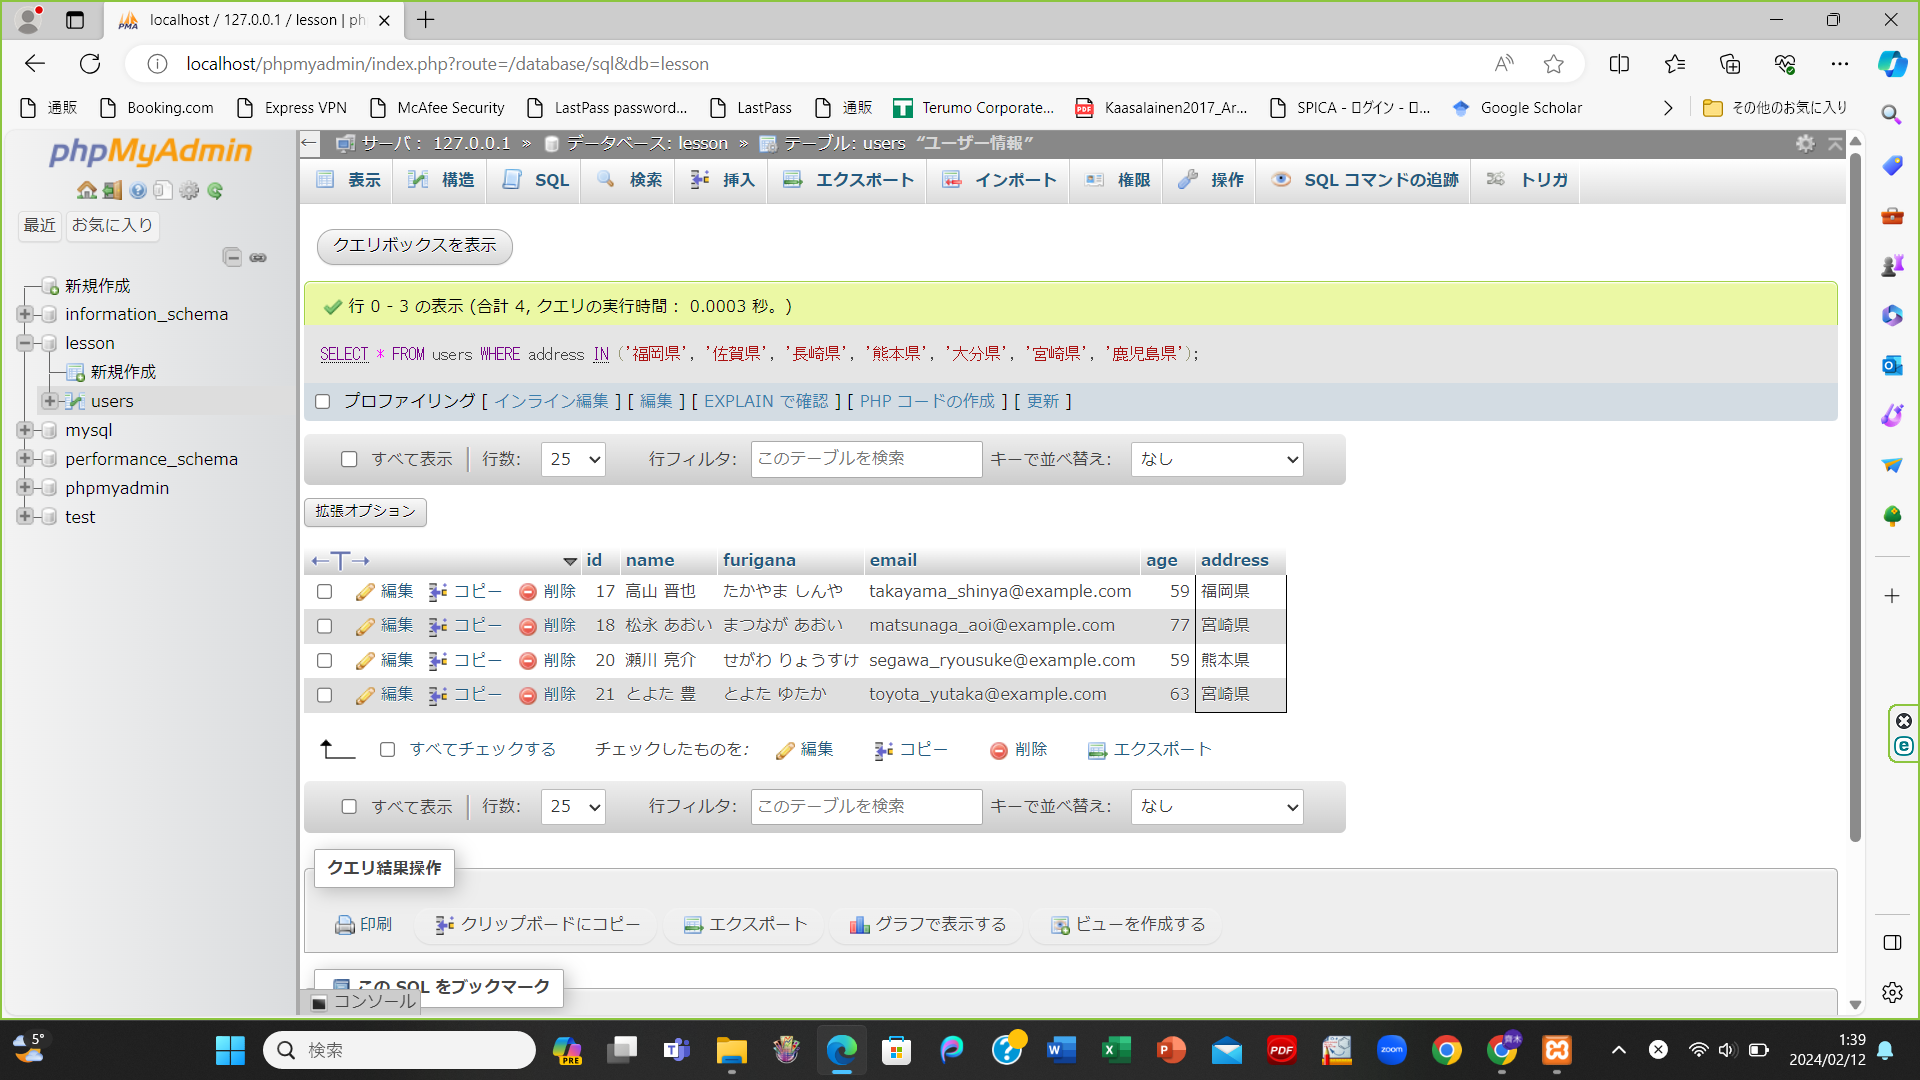 localhost / 127.0.0.1 / lesson | ph
localhost/phpmyadmin/index.php?route=/database/sql&db=lesson
通販 Booking.com Express VPN McAfee Security LastPass password... LastPass 通販 Terumo Corporate... Kaasalainen2017_Ar... SPICA - ログイン - ロ... Google Scholar その他のお気に入り
phpMyAdmin
最近 お気に入り
新規作成
information_schema
lesson
新規作成
users
mysql
performance_schema
phpmyadmin
test
サーバ: 127.0.0.1 » データベース: lesson » テーブル: users "ユーザー情報"
表示 構造 SQL 検索 挿入 エクスポート インポート 権限 操作 SQL コマンドの追跡 トリガ
クエリボックスを表示
行 0 - 3 の表示 (合計 4, クエリの実行時間: 0.0003 秒。)
SELECT * FROM users WHERE address IN ('福岡県', '佐賀県', '長崎県', '熊本県', '大分県', '宮崎県', '鹿児島県');
プロファイリング [ インライン編集 ] [ 編集 ] [ EXPLAIN で確認 ] [ PHP コードの作成 ] [ 更新 ]
すべて表示 行数: 25 行フィルタ: このテーブルを検索 キーで並べ替え: なし
拡張オプション
←T→ id name furigana email age address
編集 コピー 削除 17 高山 晋也 たかやま しんや takayama_shinya@example.com 59 福岡県
編集 コピー 削除 18 松永 あおい まつなが あおい matsunaga_aoi@example.com 77 宮崎県
編集 コピー 削除 20 瀬川 亮介 せがわ りょうすけ segawa_ryousuke@example.com 59 熊本県
編集 コピー 削除 21 とよた 豊 とよた ゆたか toyota_yutaka@example.com 63 宮崎県
すべてチェックする チェックしたものを: 編集 コピー 削除 エクスポート
すべて表示 行数: 25 行フィルタ: このテーブルを検索 キーで並べ替え: なし
クエリ結果操作
印刷 クリップボードにコピー エクスポート グラフで表示する ビューを作成する
この SQL をブックマーク
コンソール
5°
検索
1:39
2024/02/12